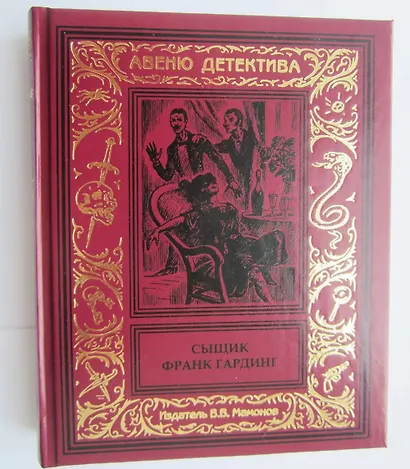 АВЕНЮ ДЕТЕКТИВА
СЫЩИК
ФРАНК ГАРДИНГ
Издатель В.В. Мамонов